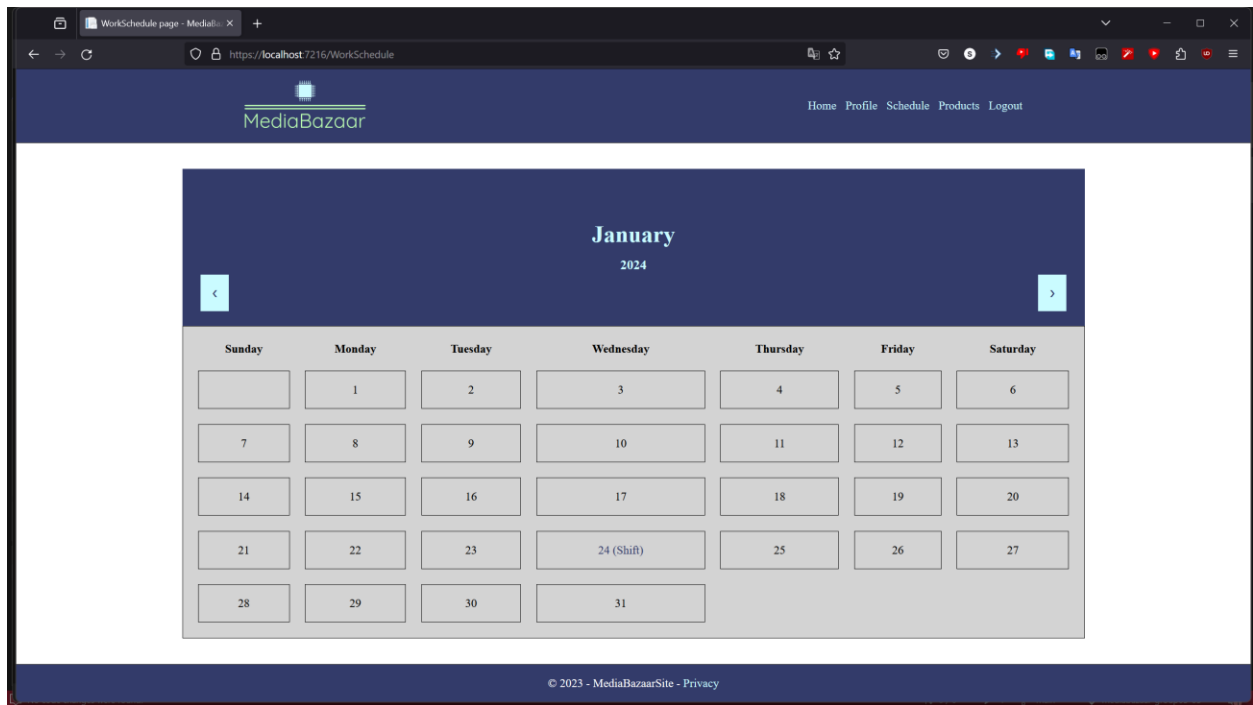 WorkSchedule page - MediaBa
https://localhost:7216/WorkSchedule
MediaBazaar
Home Profile Schedule Products Logout
January
2024
‹ ›
Sunday Monday Tuesday Wednesday Thursday Friday Saturday
1 2 3 4 5 6
7 8 9 10 11 12 13
14 15 16 17 18 19 20
21 22 23 24 (Shift) 25 26 27
28 29 30 31
© 2023 - MediaBazaarSite - Privacy